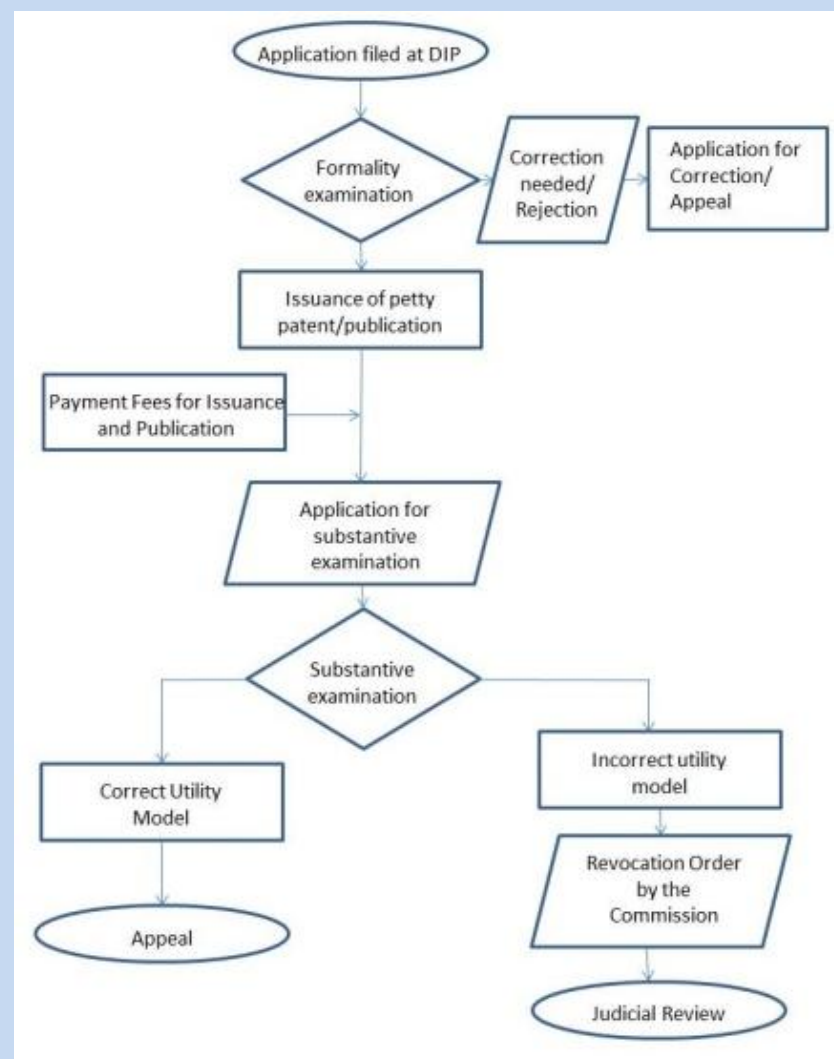 Application filed at DIP
Formality
examination
Correction
needed/
Rejection
Application for
Correction/
Appeal
Issuance of petty
patent/publication
Payment Fees for Issuance
and Publication
Application for
substantive
examination
Substantive
examination
Correct Utility
Model
Incorrect utility
model
Revocation Order
by the
Commission
Appeal
Judicial Review